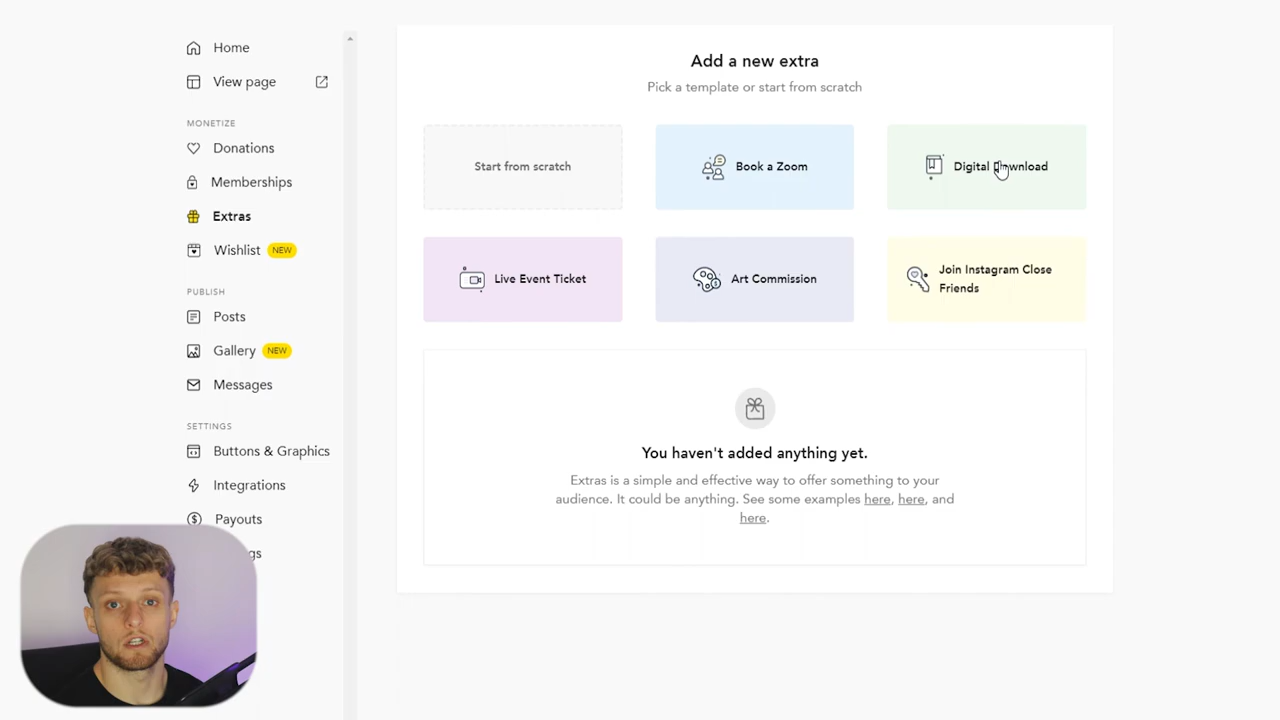 Home
View page
MONETIZE
Donations
Memberships
Extras
Wishlist NEW
PUBLISH
Posts
Gallery NEW
Messages
SETTINGS
Buttons & Graphics
Integrations
Payouts
Add a new extra
Pick a template or start from scratch
Start from scratch
Book a Zoom
Digital Download
Live Event Ticket
Art Commission
Join Instagram Close
Friends
You haven't added anything yet.
Extras is a simple and effective way to offer something to your
audience. It could be anything. See some examples here, here, and
here.